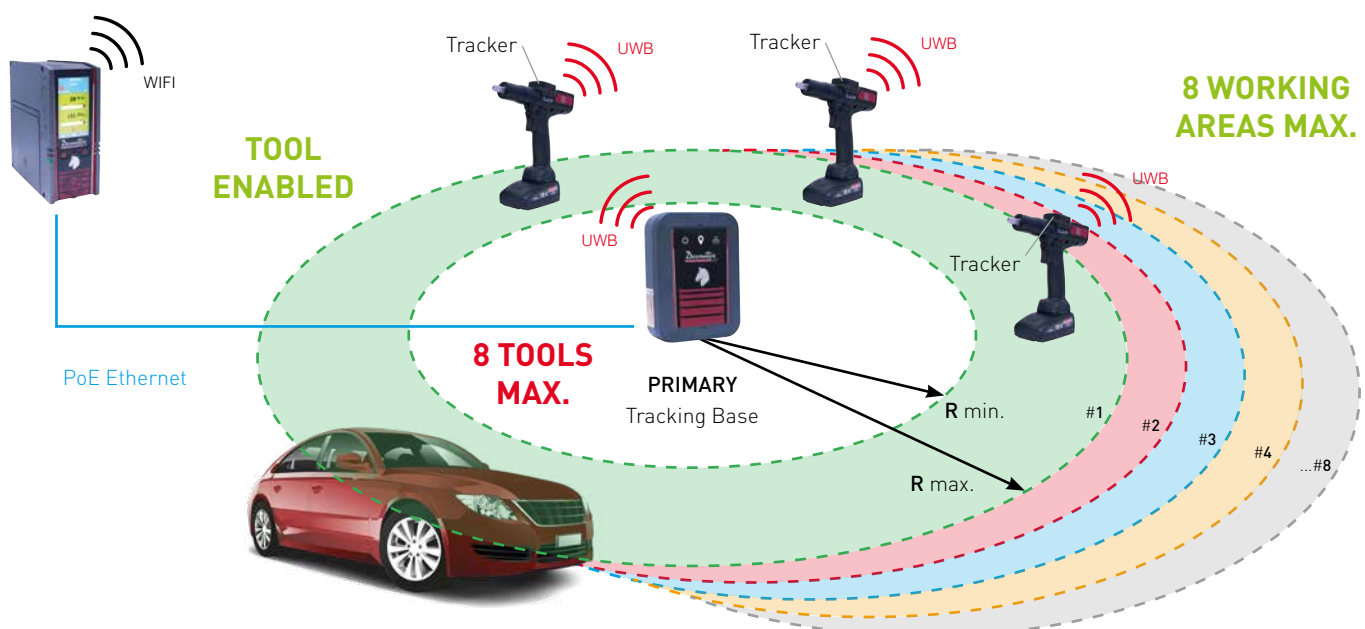 Tracker
UWB
Tracker
UWB
WIFI
8 WORKING
AREAS MAX.
TOOL
ENABLED
UWB
UWB
Tracker
8 TOOLS
MAX.
PoE Ethernet
PRIMARY
Tracking Base
R min.
R max.
#1
#2
#3
#4
...#8